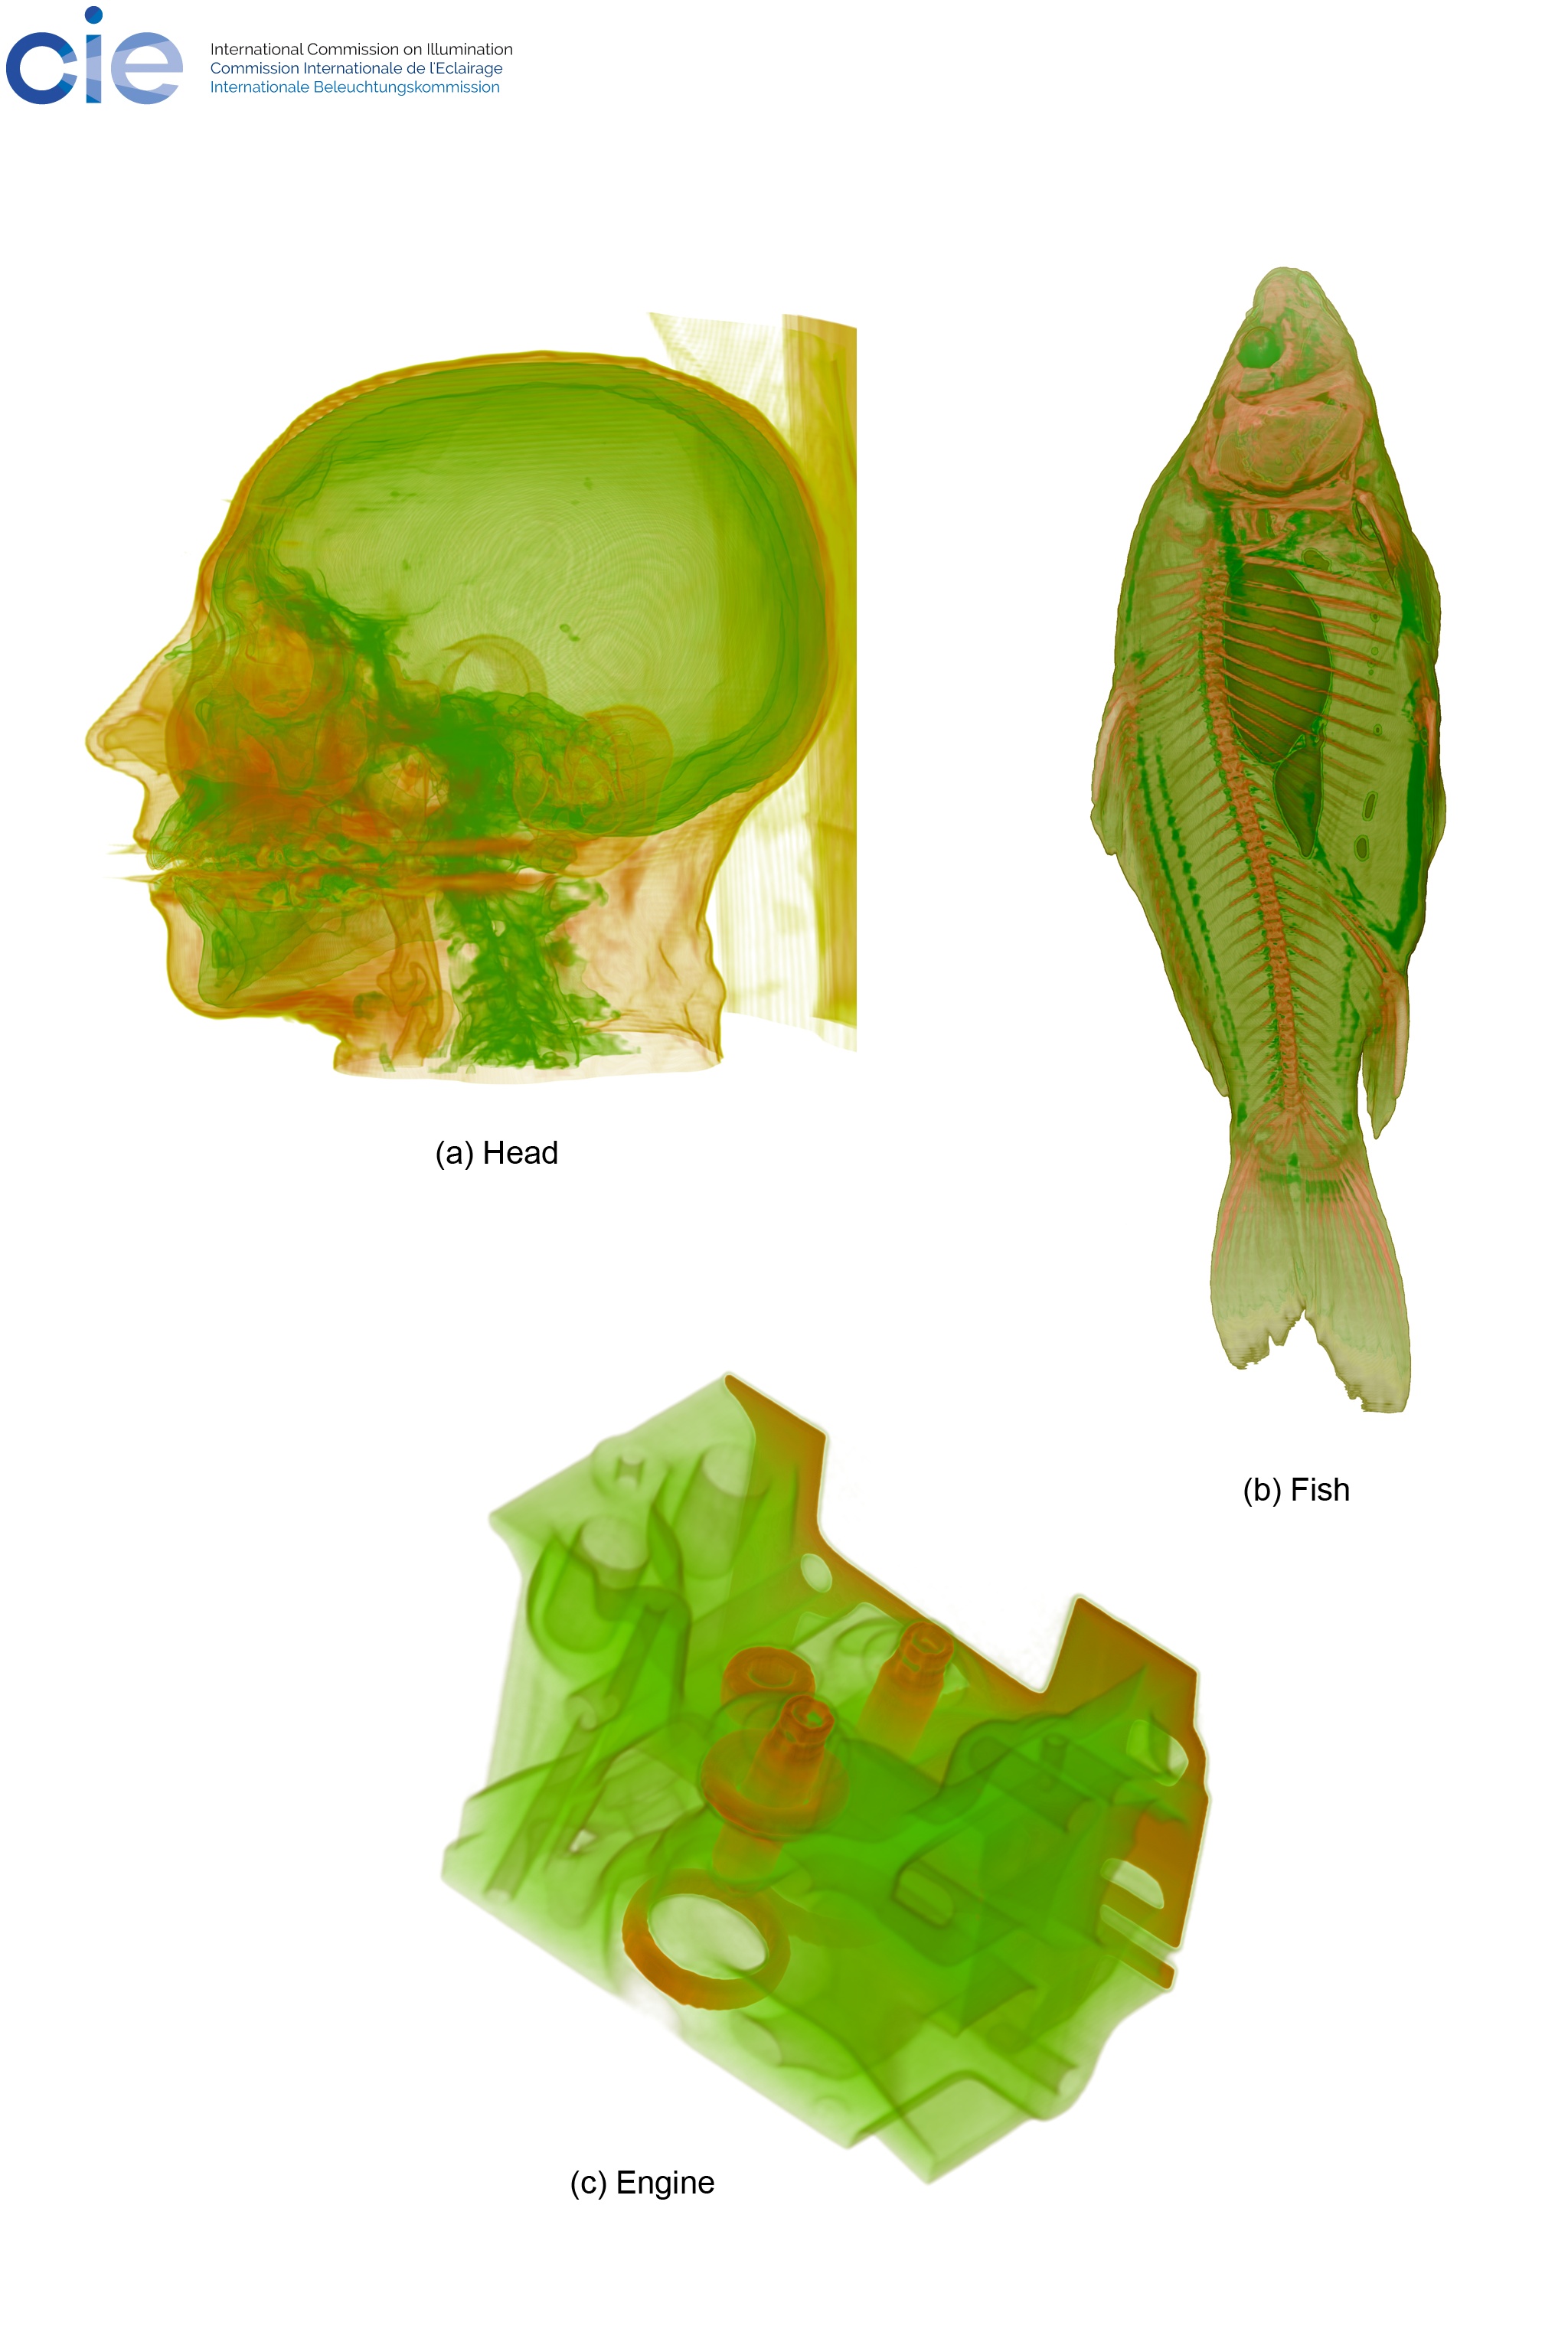 cie
International Commission on Illumination
Commission Internationale de l'Eclairage
Internationale Beleuchtungskommission
(a) Head
(b) Fish
(c) Engine